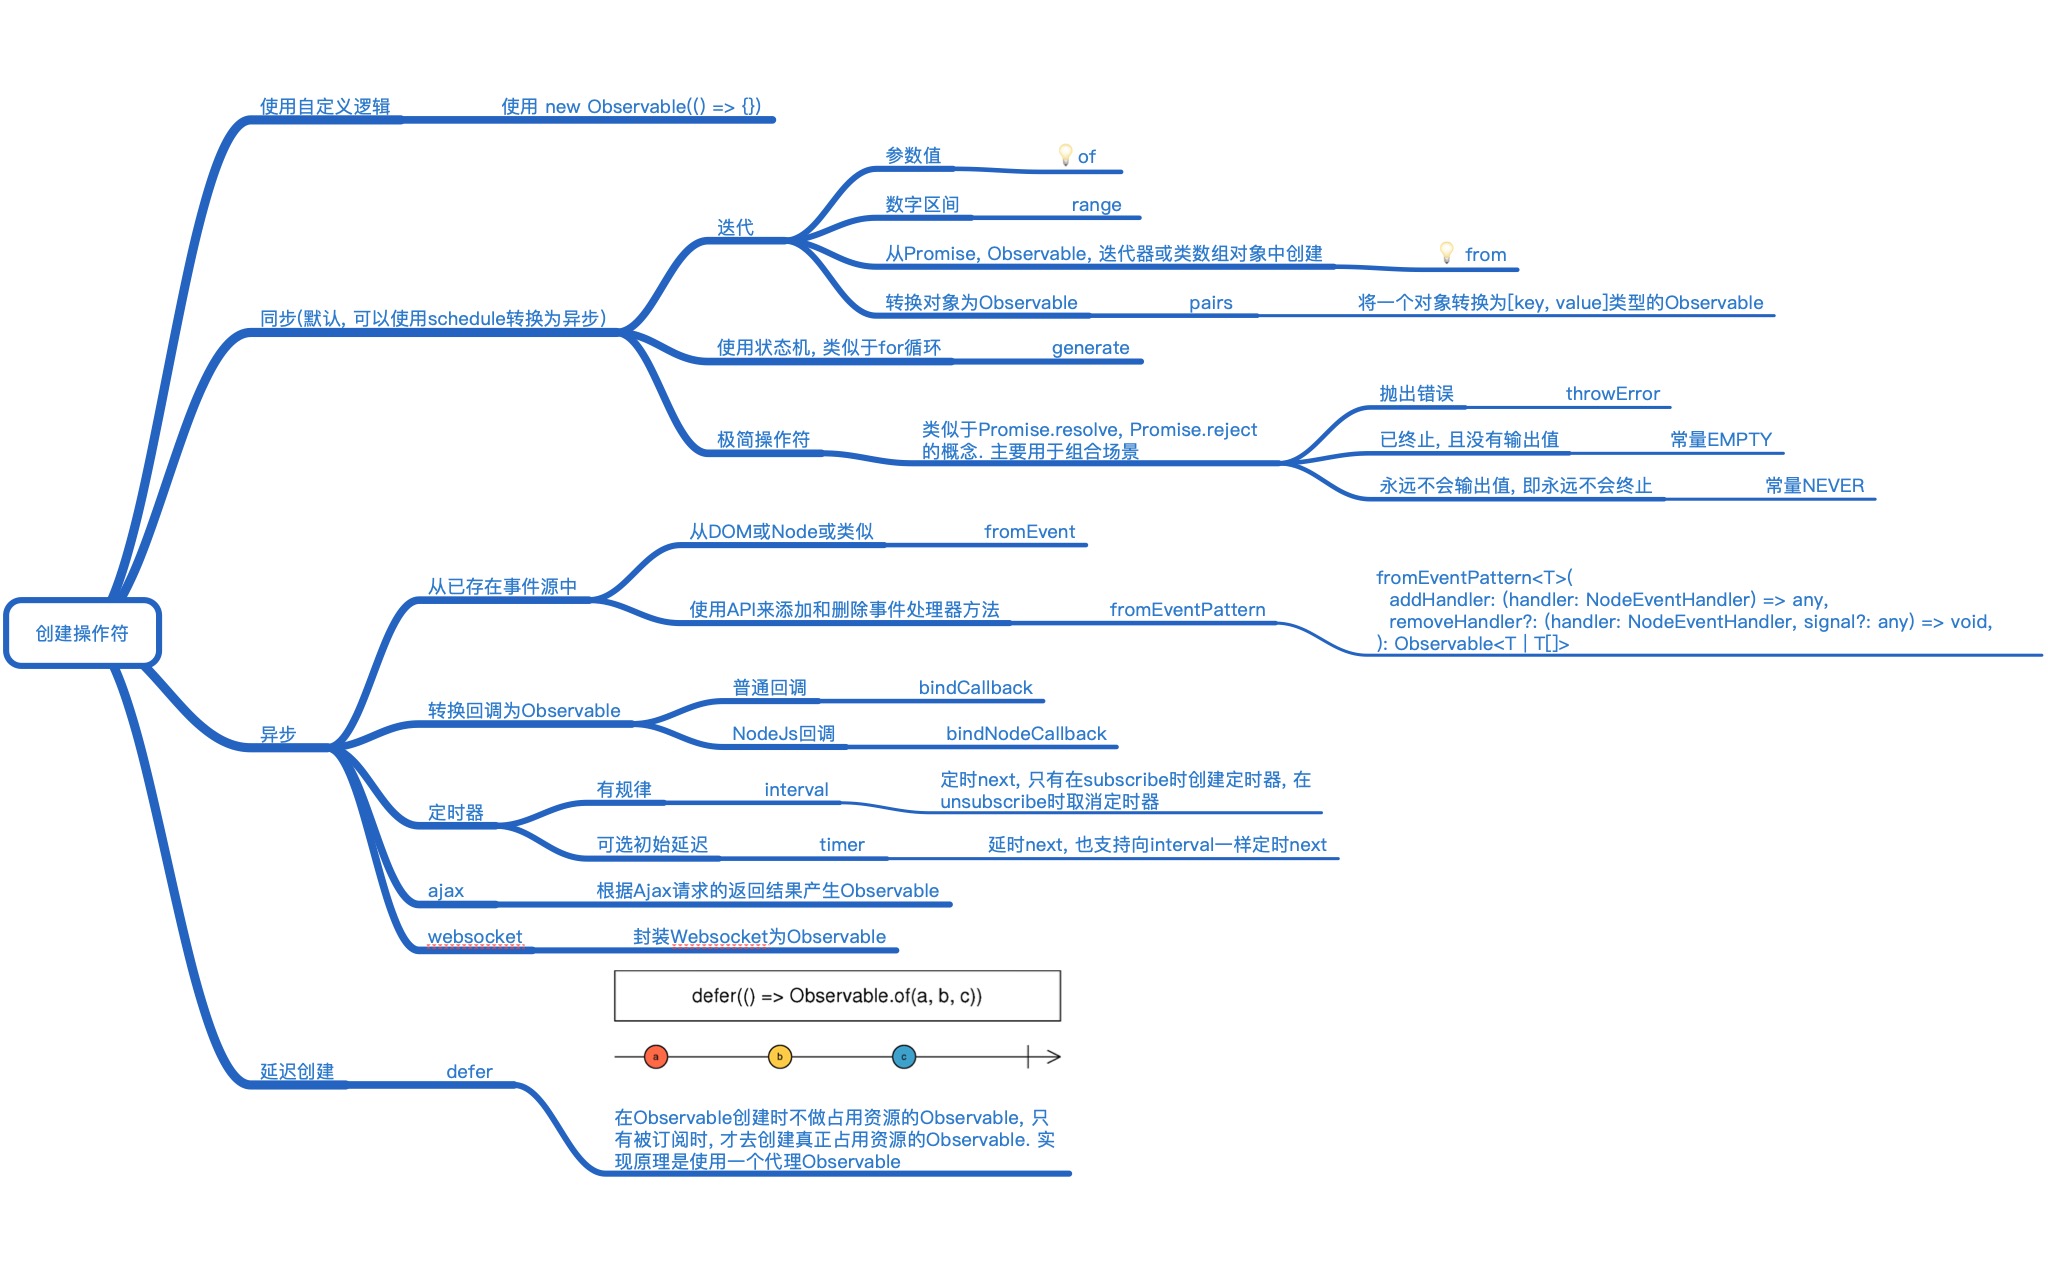 使用自定义逻辑
使用 new Observable(() => {})
参数值
of
数字区间
range
迭代
从Promise, Observable, 迭代器或类数组对象中创建
from
转换对象为Observable
pairs
将一个对象转换为[key, value]类型的Observable
同步(默认, 可以使用schedule转换为异步)
使用状态机, 类似于for循环
generate
极简操作符
类似于Promise.resolve, Promise.reject
的概念. 主要用于组合场景
抛出错误
throwError
已终止, 且没有输出值
常量EMPTY
永远不会输出值, 即永远不会终止
常量NEVER
创建操作符
异步
从已存在事件源中
从DOM或Node或类似
fromEvent
使用API来添加和删除事件处理器方法
fromEventPattern
fromEventPattern<T>(
addHandler: (handler: NodeEventHandler) => any,
removeHandler?: (handler: NodeEventHandler, signal?: any) => void,
): Observable<T | T[]>
转换回调为Observable
普通回调
bindCallback
NodeJs回调
bindNodeCallback
定时器
有规律
interval
定时next, 只有在subscribe时创建定时器, 在
unsubscribe时取消定时器
可选初始延迟
timer
延时next, 也支持向interval一样定时next
ajax
根据Ajax请求的返回结果产生Observable
websocket
封装Websocket为Observable
延迟创建
defer
defer(() => Observable.of(a, b, c))
a
b
c
在Observable创建时不做占用资源的Observable, 只
有被订阅时, 才去创建真正占用资源的Observable. 实
现原理是使用一个代理Observable